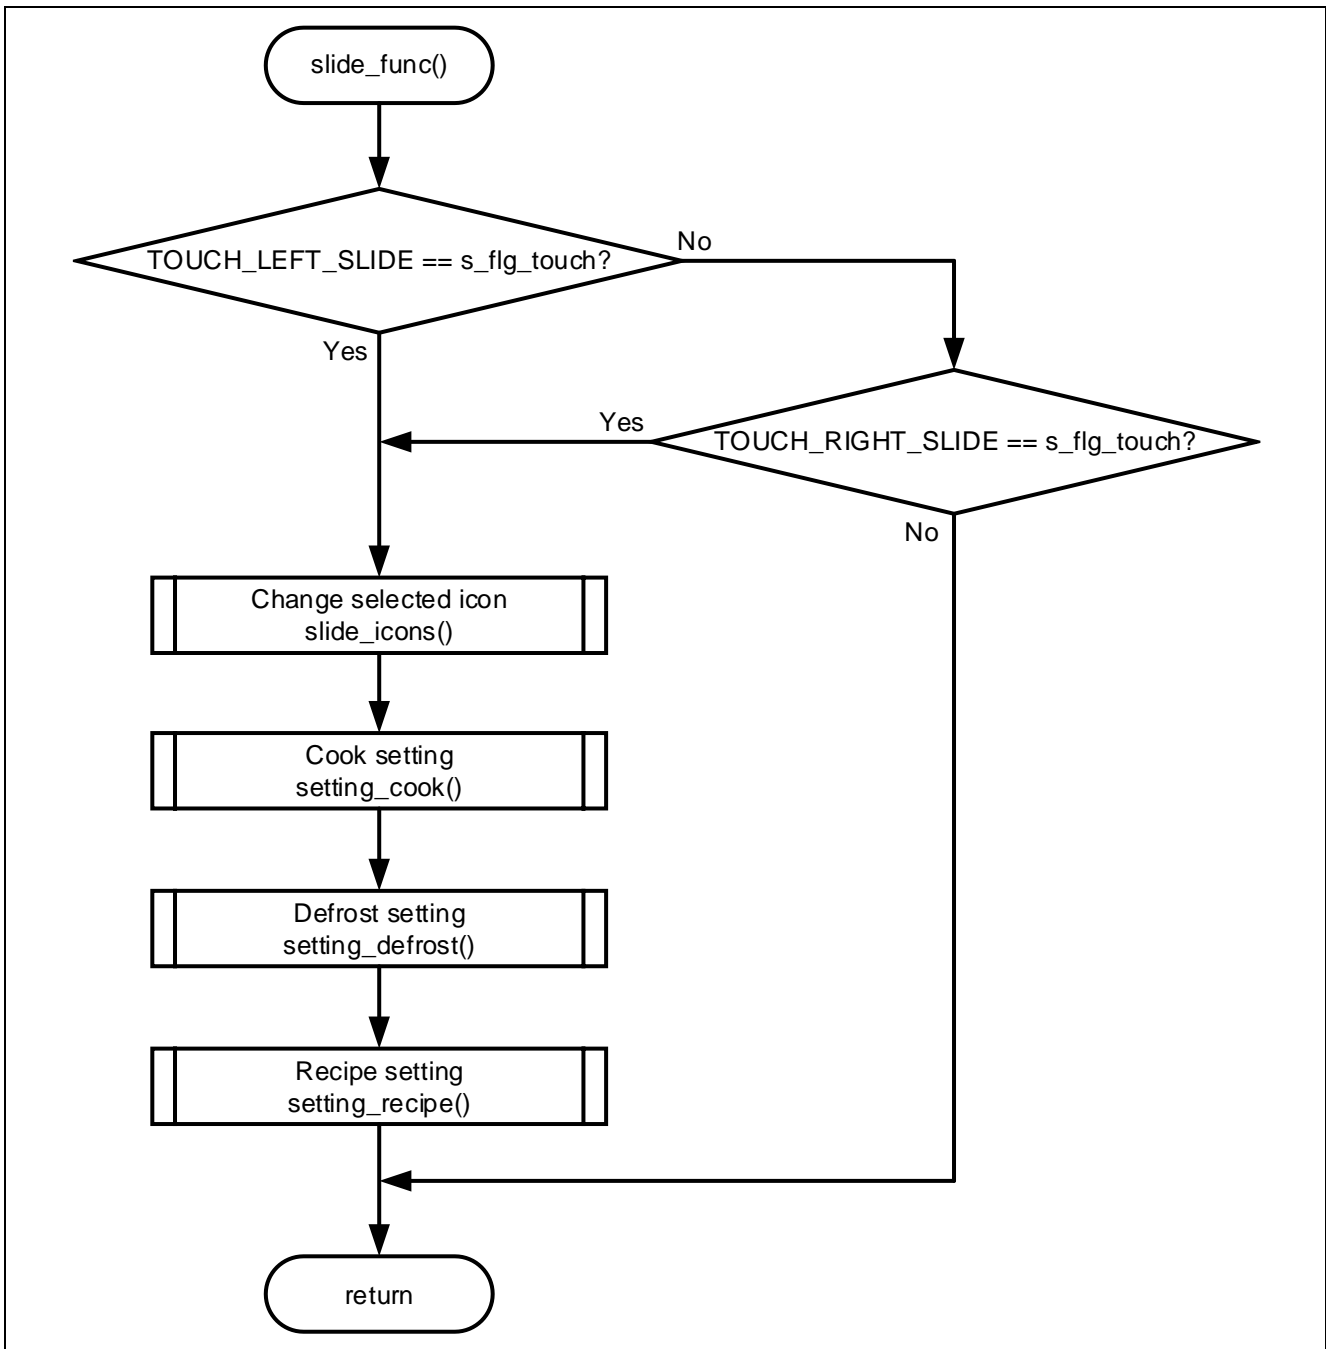 slide_func()
TOUCH_LEFT_SLIDE == s_flg_touch?
No
Yes
Yes
TOUCH_RIGHT_SLIDE == s_flg_touch?
No
Change selected icon
slide_icons()
Cook setting
setting_cook()
Defrost setting
setting_defrost()
Recipe setting
setting_recipe()
return